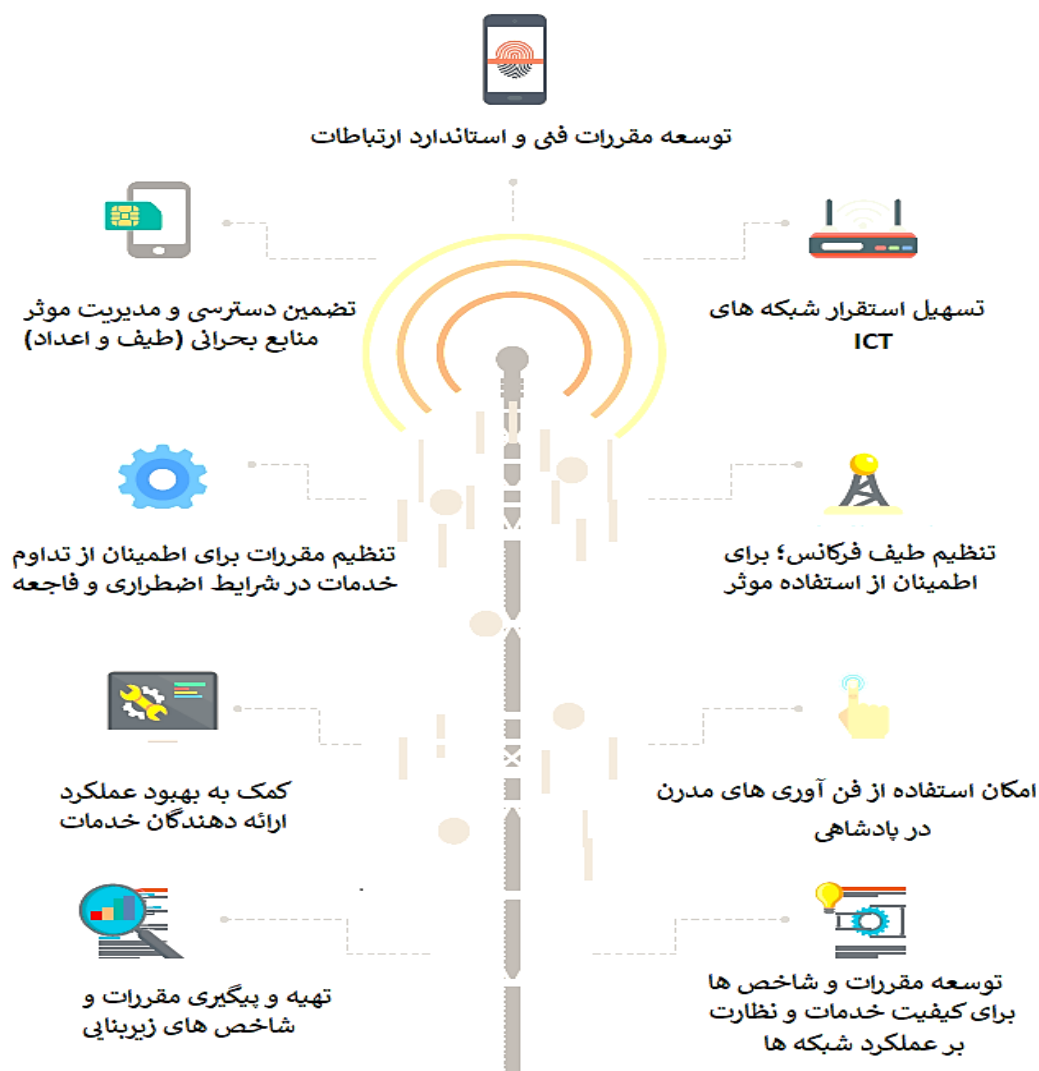 توسعه مقررات فنی و استاندارد ارتباطات
تسهیل استقرار شبکه های
ICT
تضمین دسترسی و مدیریت موثر
منابع بحرانی (طیف و اعداد)
تنظیم طیف فرکانس؛ برای
اطمینان از استفاده موثر
تنظیم مقررات برای اطمینان از تداوم
خدمات در شرایط اضطراری و فاجعه
امکان استفاده از فن آوری های مدرن
در پادشاهی
کمک به بهبود عملکرد
ارائه دهندگان خدمات
توسعه مقررات و شاخص ها
برای کیفیت خدمات و نظارت
بر عملکرد شبکه ها
تهیه و پیگیری مقررات و
شاخص های زیربنایی